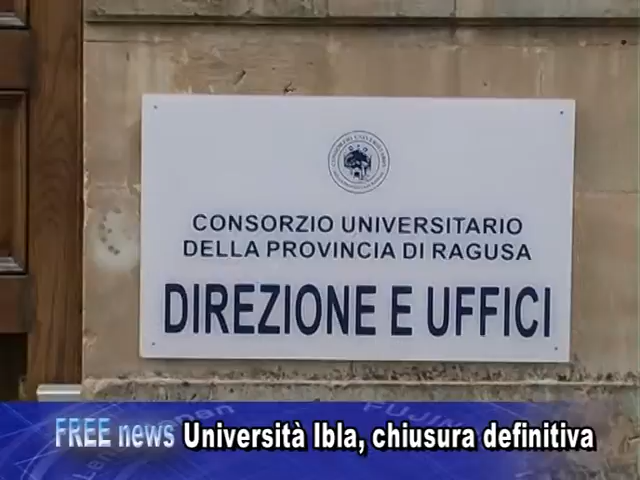 CONSORZIO UNIVERSITARIO
DELLA PROVINCIA DI RAGUSA
DIREZIONE E UFFICI
FREE news Università Ibla, chiusura definitiva